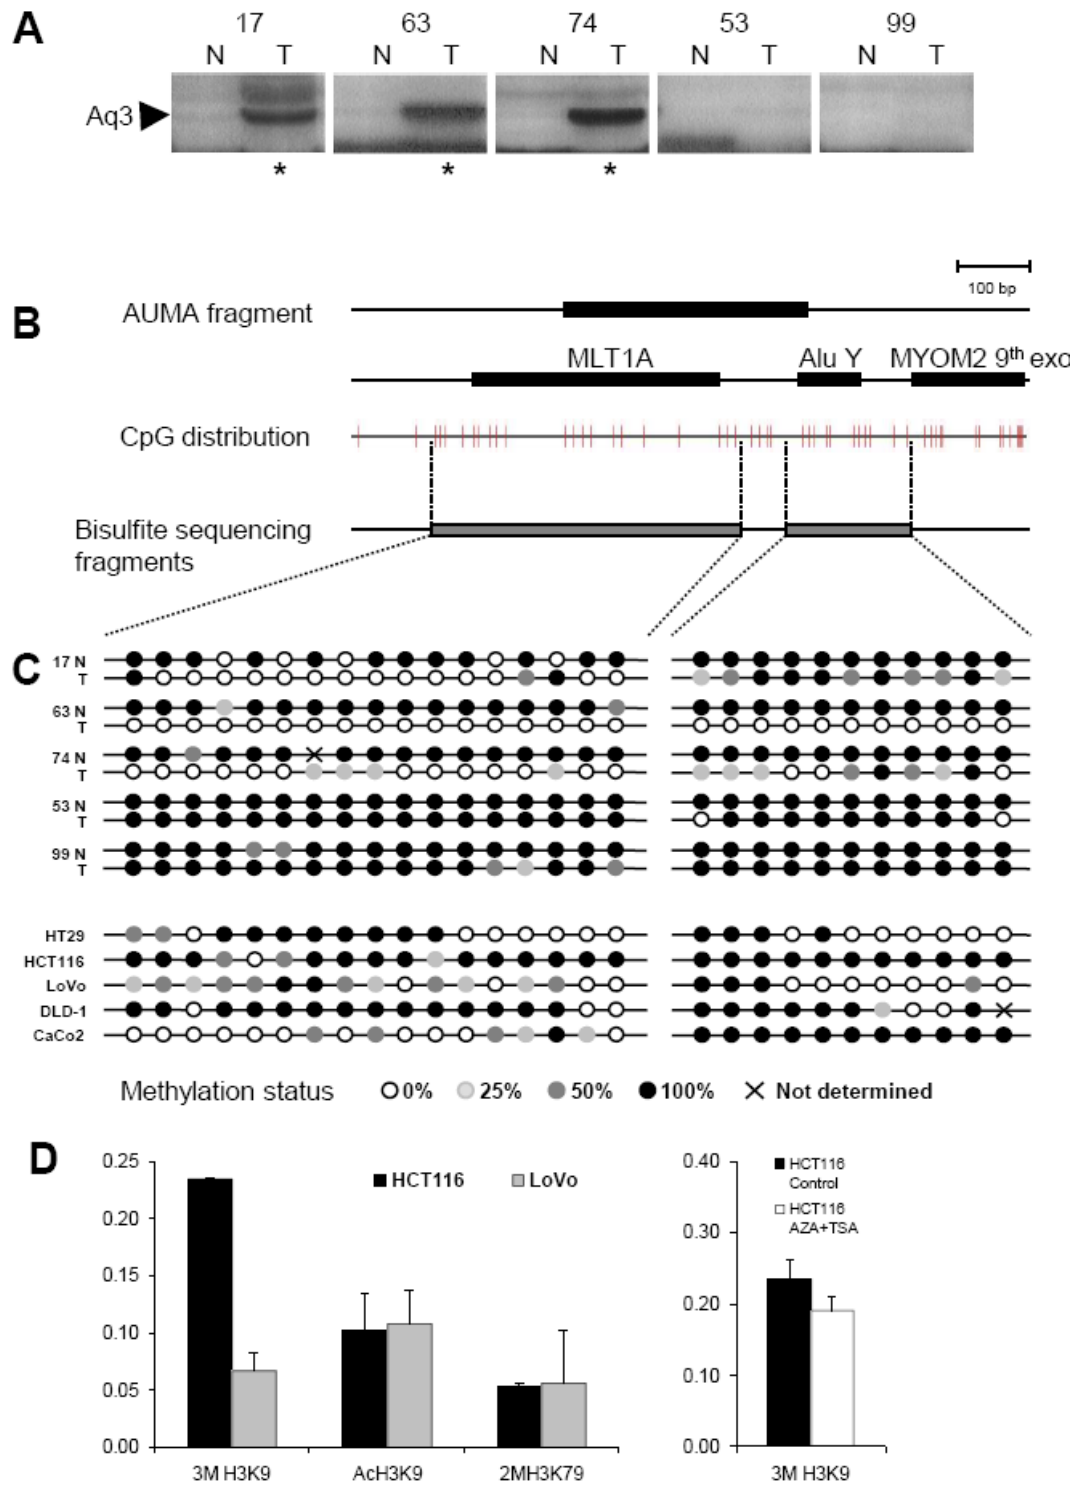 A
17 63 74 53 99
N T N T N T N T N T
Aq3
* * *
100 bp
B
AUMA fragment
MLT1A Alu Y MYOM2 9th exo
CpG distribution
Bisulfite sequencing
fragments
C
17 N
T
63 N
T
74 N
T
53 N
T
99 N
T
HT29
HCT116
LoVo
DLD-1
CaCo2
Methylation status 0% 25% 50% 100% Not determined
D
0.25
0.20
0.15
0.10
0.05
0.00
HCT116 LoVo
3M H3K9 AcH3K9 2MH3K79
0.40
0.30
0.20
0.10
0.00
HCT116
Control
HCT116
AZA+TSA
3M H3K9